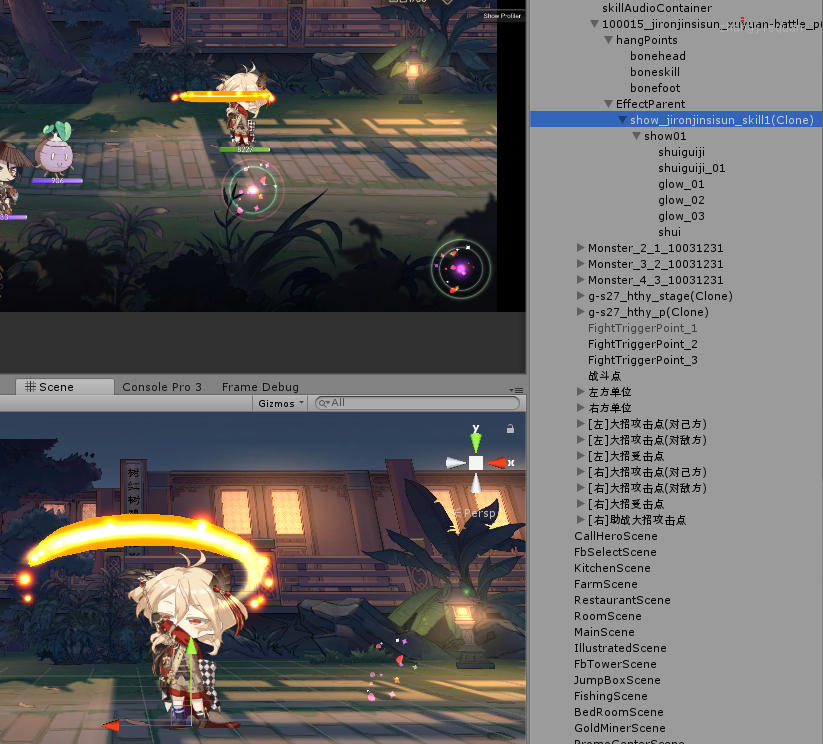 Show Profiler
8227
906
Scene
Console Pro 3
Frame Debug
Gizmos
All
y
x
Persp
skillAudioContainer
100015_jironjinsisun_xuyuan-battle_p
hangPoints
bonehead
boneskill
bonefoot
EffectParent
show_jironjinsisun_skill1(Clone)
show01
shuiguiji
shuiguiji_01
glow_01
glow_02
glow_03
shui
Monster_2_1_10031231
Monster_3_2_10031231
Monster_4_3_10031231
g-s27_hthy_stage(Clone)
g-s27_hthy_p(Clone)
FightTriggerPoint_1
FightTriggerPoint_2
FightTriggerPoint_3
战斗点
左方单位
右方单位
[左]大招攻击点(对己方)
[左]大招攻击点(对敌方)
[左]大招受击点
[右]大招攻击点(对己方)
[右]大招攻击点(对敌方)
[右]大招受击点
[右]助战大招攻击点
CallHeroScene
FbSelectScene
KitchenScene
FarmScene
RestaurantScene
RoomScene
MainScene
IllustratedScene
FbTowerScene
JumpBoxScene
FishingScene
BedRoomScene
GoldMinerScene